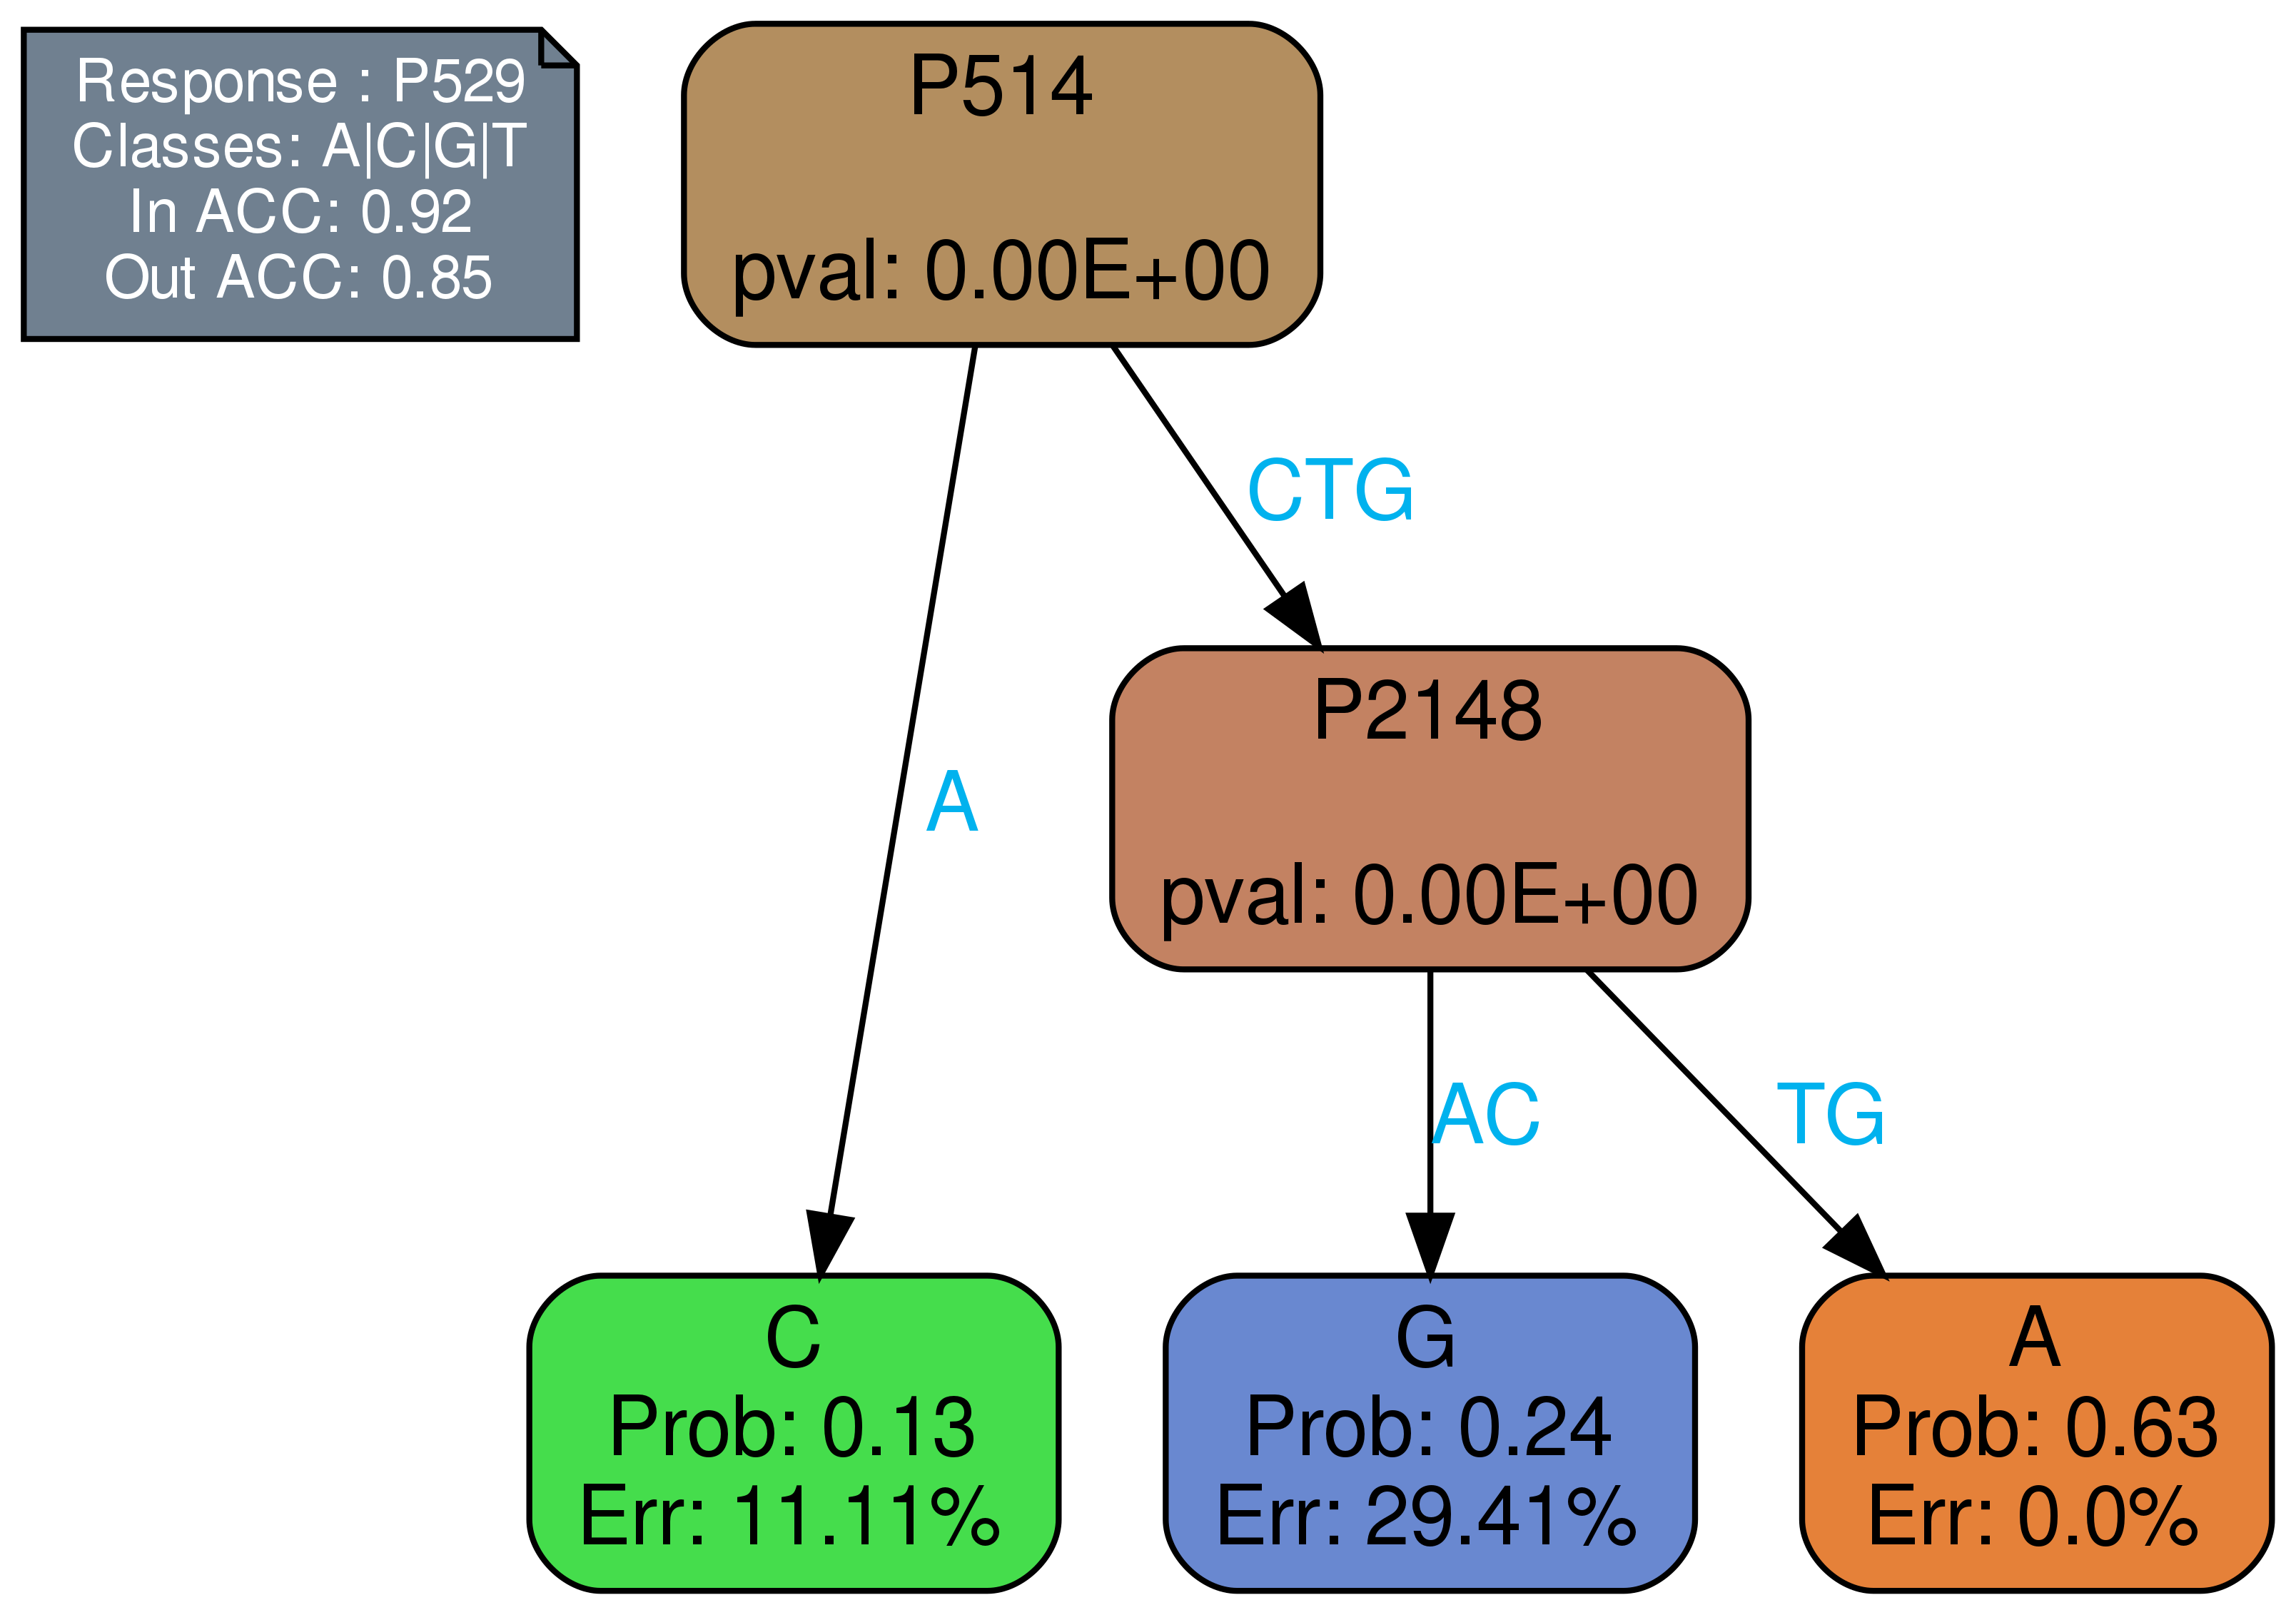 Response : P529
Classes: A|C|G|T
In ACC: 0.92
Out ACC: 0.85
P514
pval: 0.00E+00
CTG
A
P2148
pval: 0.00E+00
AC
TG
C
Prob: 0.13
Err: 11.11%
G
Prob: 0.24
Err: 29.41%
A
Prob: 0.63
Err: 0.0%